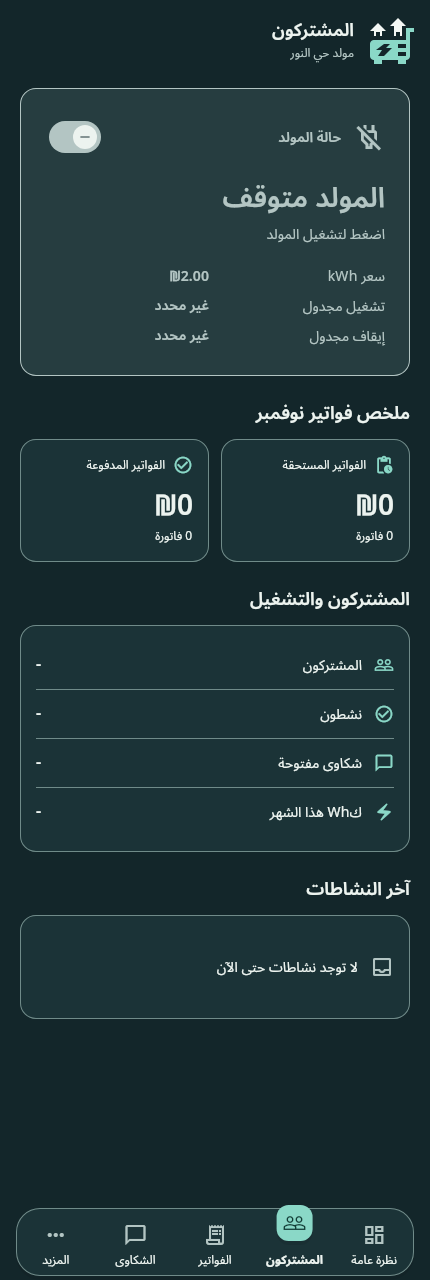 المشتركون
مولد حي النور
حالة المولد
المولد متوقف
اضغط لتشغيل المولد
سعر kWh
₪2.00
تشغيل مجدول
غير محدد
إيقاف مجدول
غير محدد
ملخص فواتير نوفمبر
الفواتير المستحقة
₪0
0 فاتورة
الفواتير المدفوعة
₪0
0 فاتورة
المشتركون والتشغيل
المشتركون
-
نشطون
-
شكاوى مفتوحة
-
كWh هذا الشهر
-
آخر النشاطات
لا توجد نشاطات حتى الآن
نظرة عامة
المشتركون
الفواتير
الشكاوى
المزيد